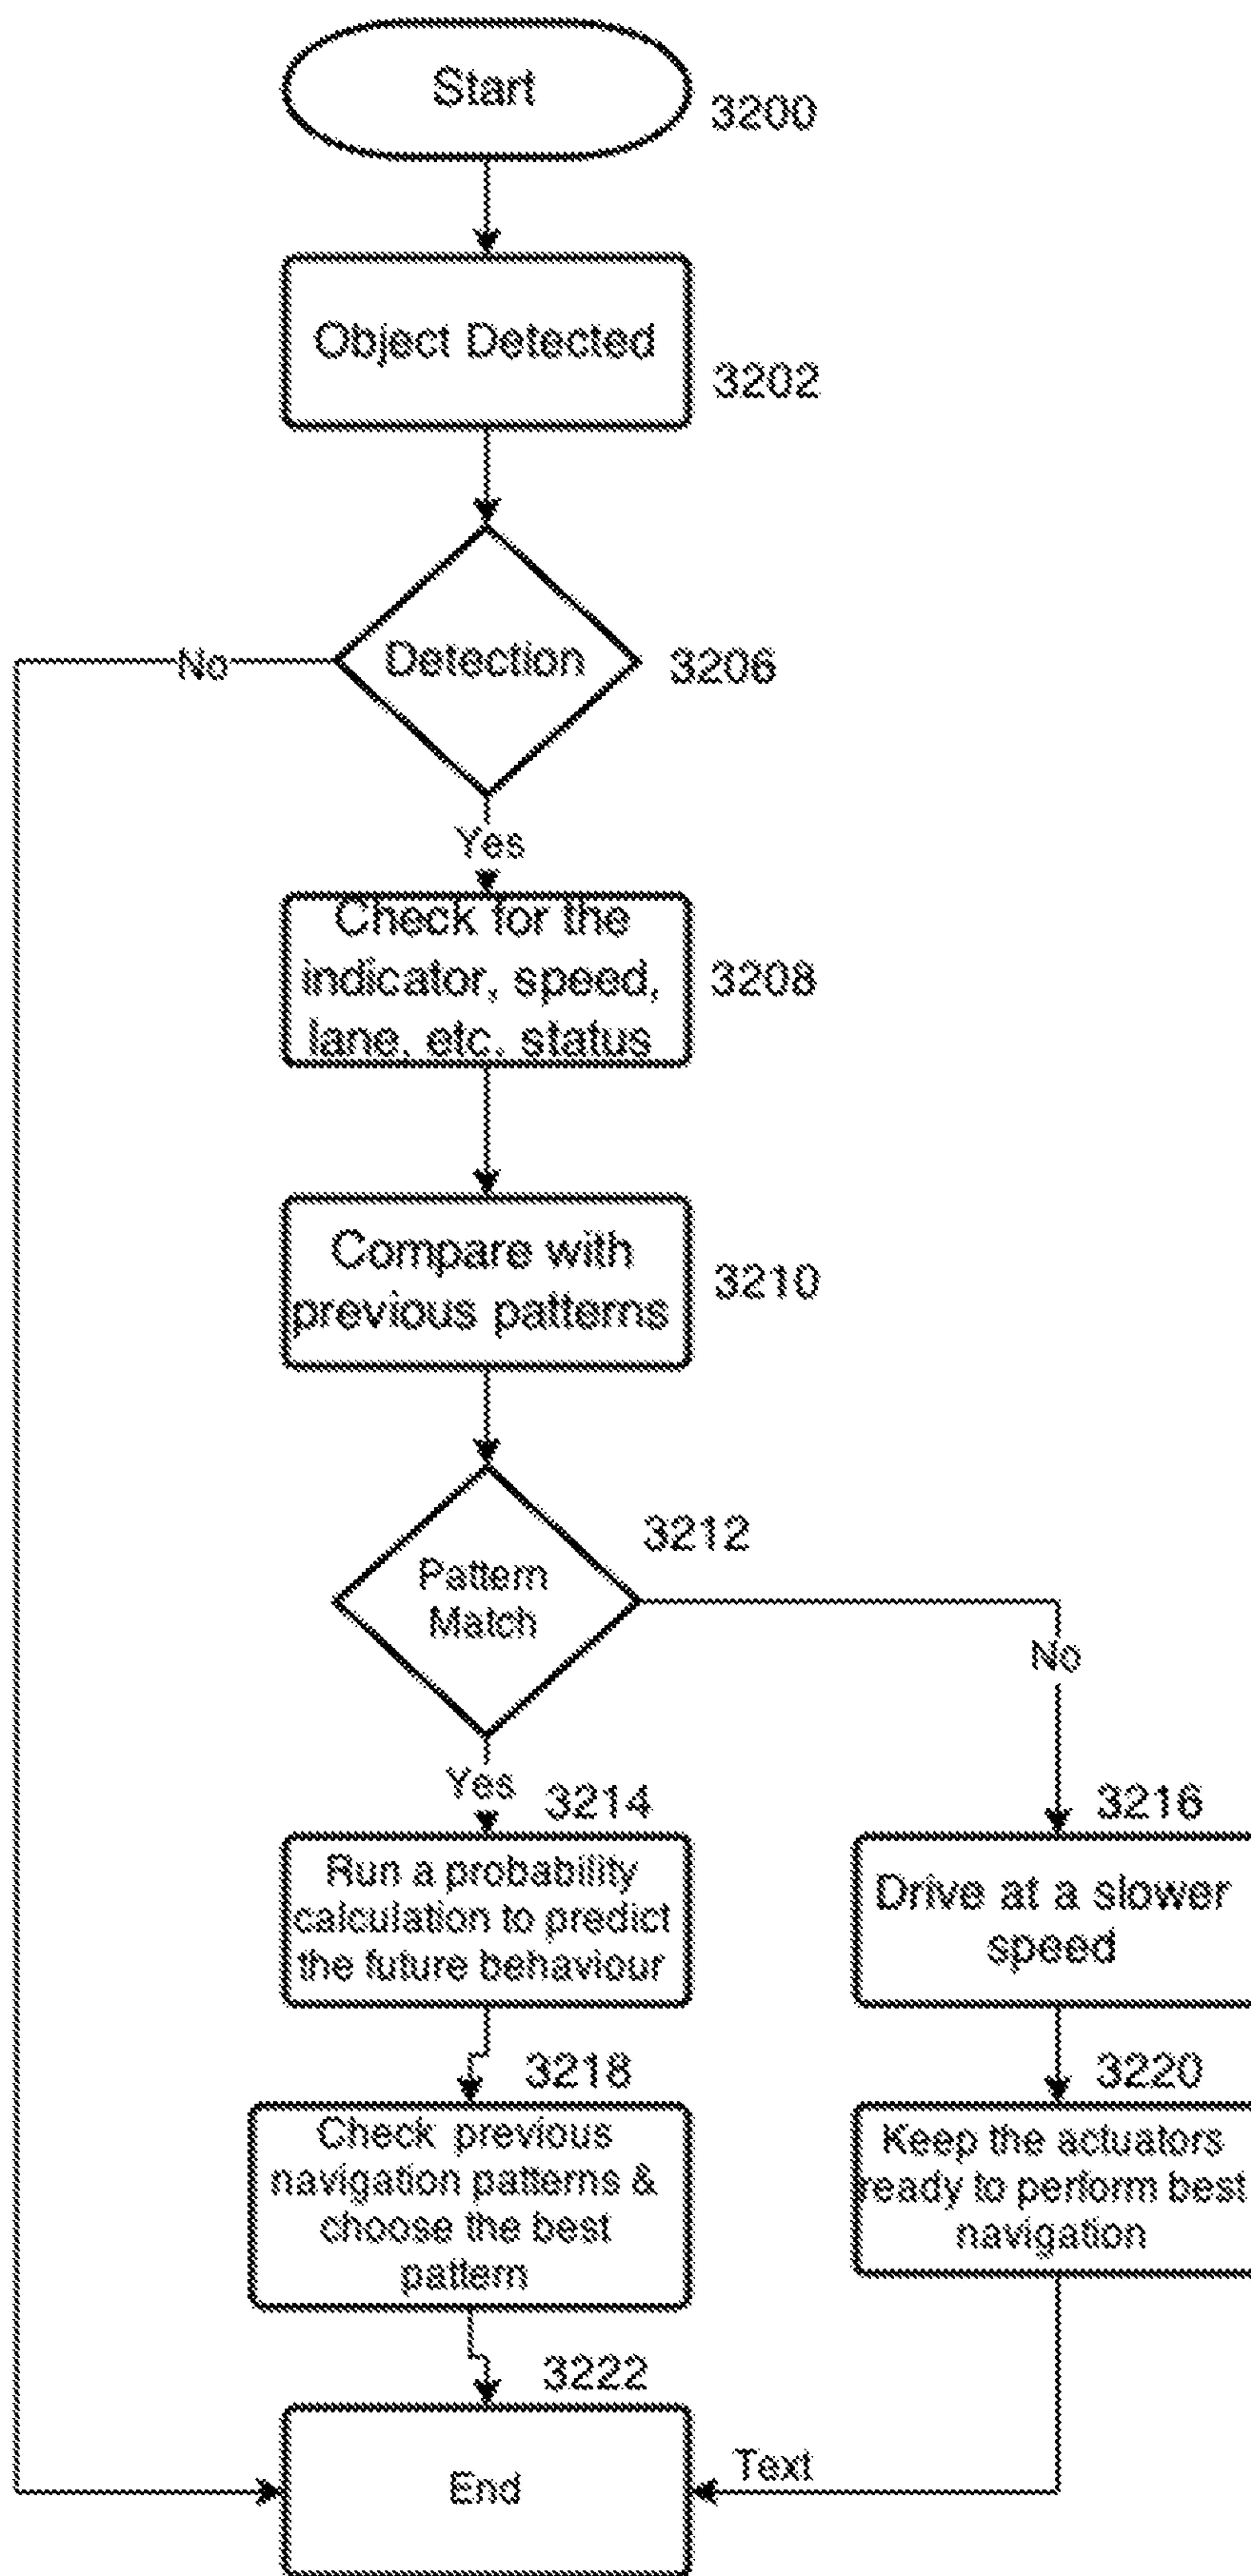 Start
3200
Object Detected
3202
Detection
3206
No
Yes
Check for the
indicator, speed,
lane, etc. status
3208
Compare with
previous patterns
3210
3212
Pattern
Match
No
Yes
3214
3216
Run a probability
calculation to predict
the future behaviour
Drive at a slower
speed
3218
3220
Check previous
navigation patterns &
choose the best
pattern
Keep the actuators
ready to perform best
navigation
3222
End
Text